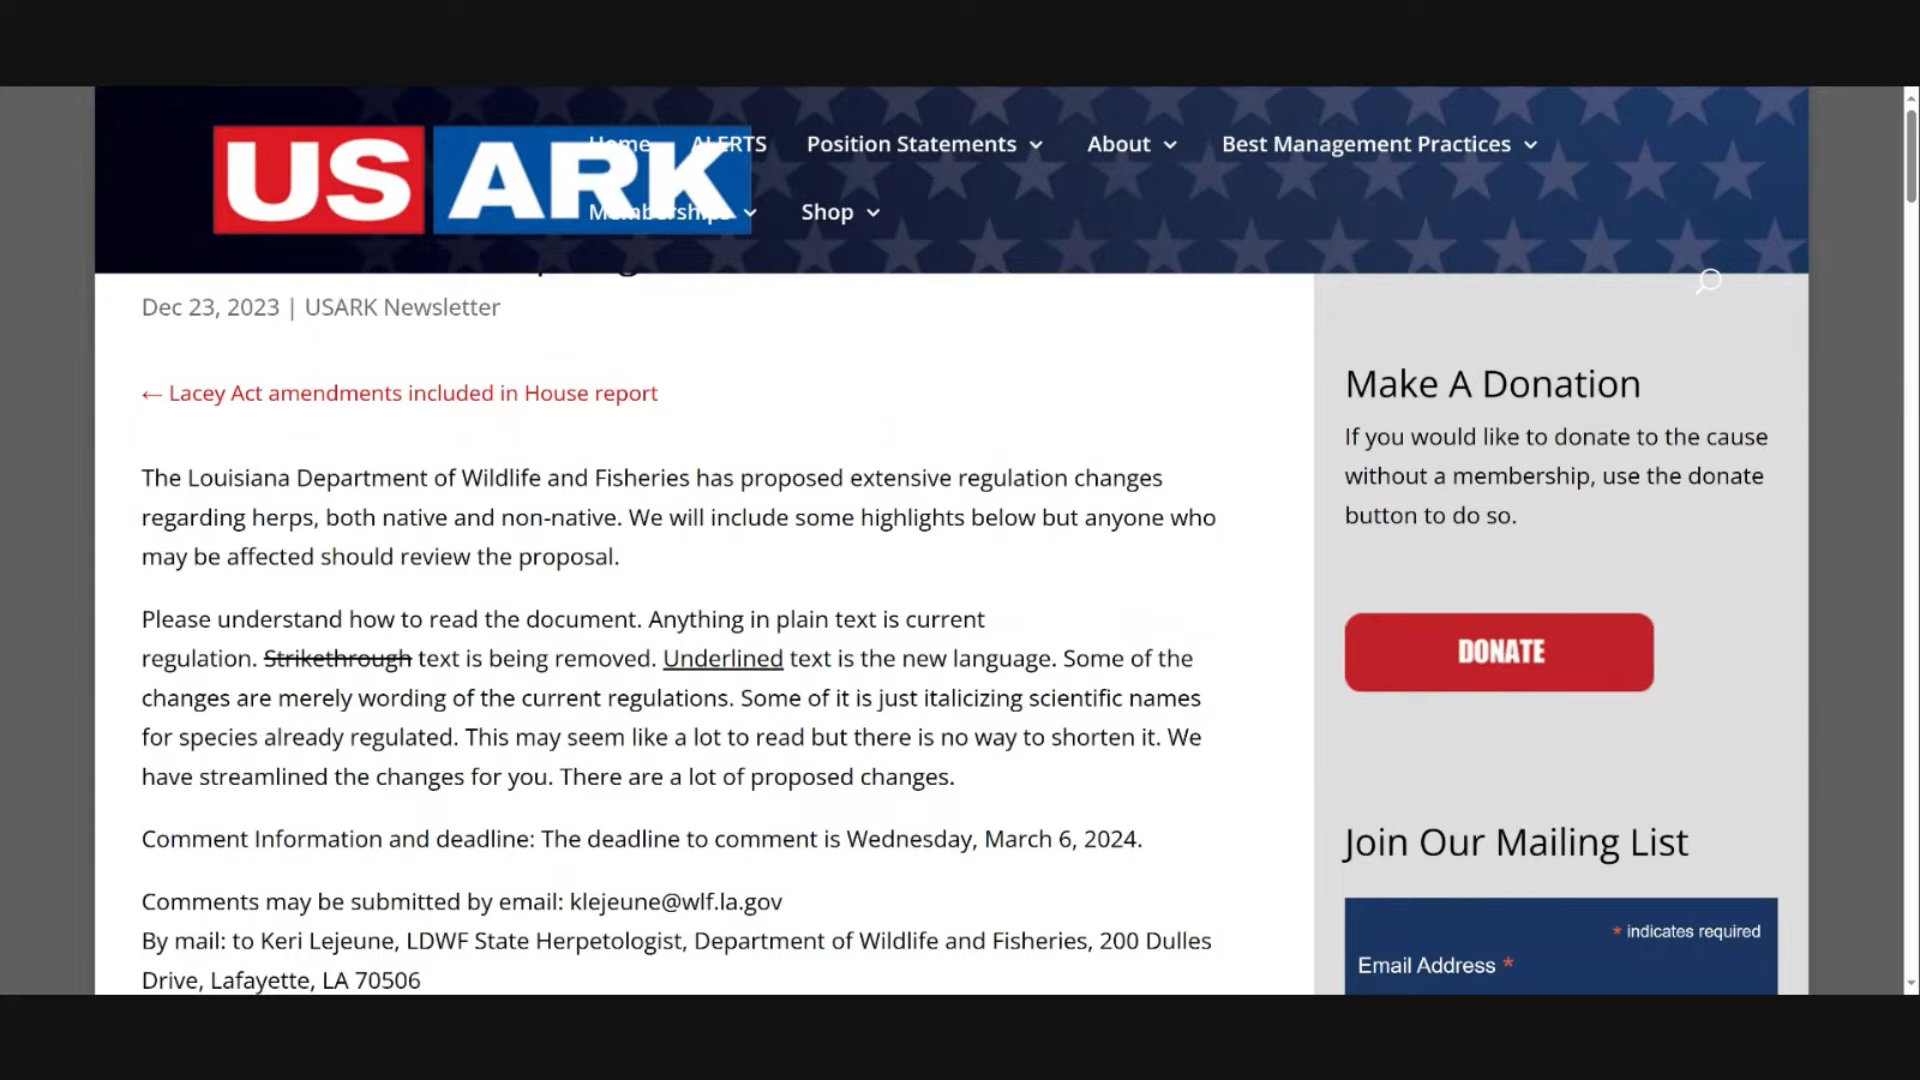 US ARK
Home ALERTS Position Statements About Best Management Practices
Memberships Shop
Dec 23, 2023 | USARK Newsletter
← Lacey Act amendments included in House report
The Louisiana Department of Wildlife and Fisheries has proposed extensive regulation changes
regarding herps, both native and non-native. We will include some highlights below but anyone who
may be affected should review the proposal.
Please understand how to read the document. Anything in plain text is current
regulation. Strikethrough text is being removed. Underlined text is the new language. Some of the
changes are merely wording of the current regulations. Some of it is just italicizing scientific names
for species already regulated. This may seem like a lot to read but there is no way to shorten it. We
have streamlined the changes for you. There are a lot of proposed changes.
Comment Information and deadline: The deadline to comment is Wednesday, March 6, 2024.
Comments may be submitted by email: klejeune@wlf.la.gov
By mail: to Keri Lejeune, LDWF State Herpetologist, Department of Wildlife and Fisheries, 200 Dulles
Drive, Lafayette, LA 70506
Make A Donation
If you would like to donate to the cause
without a membership, use the donate
button to do so.
DONATE
Join Our Mailing List
* indicates required
Email Address *